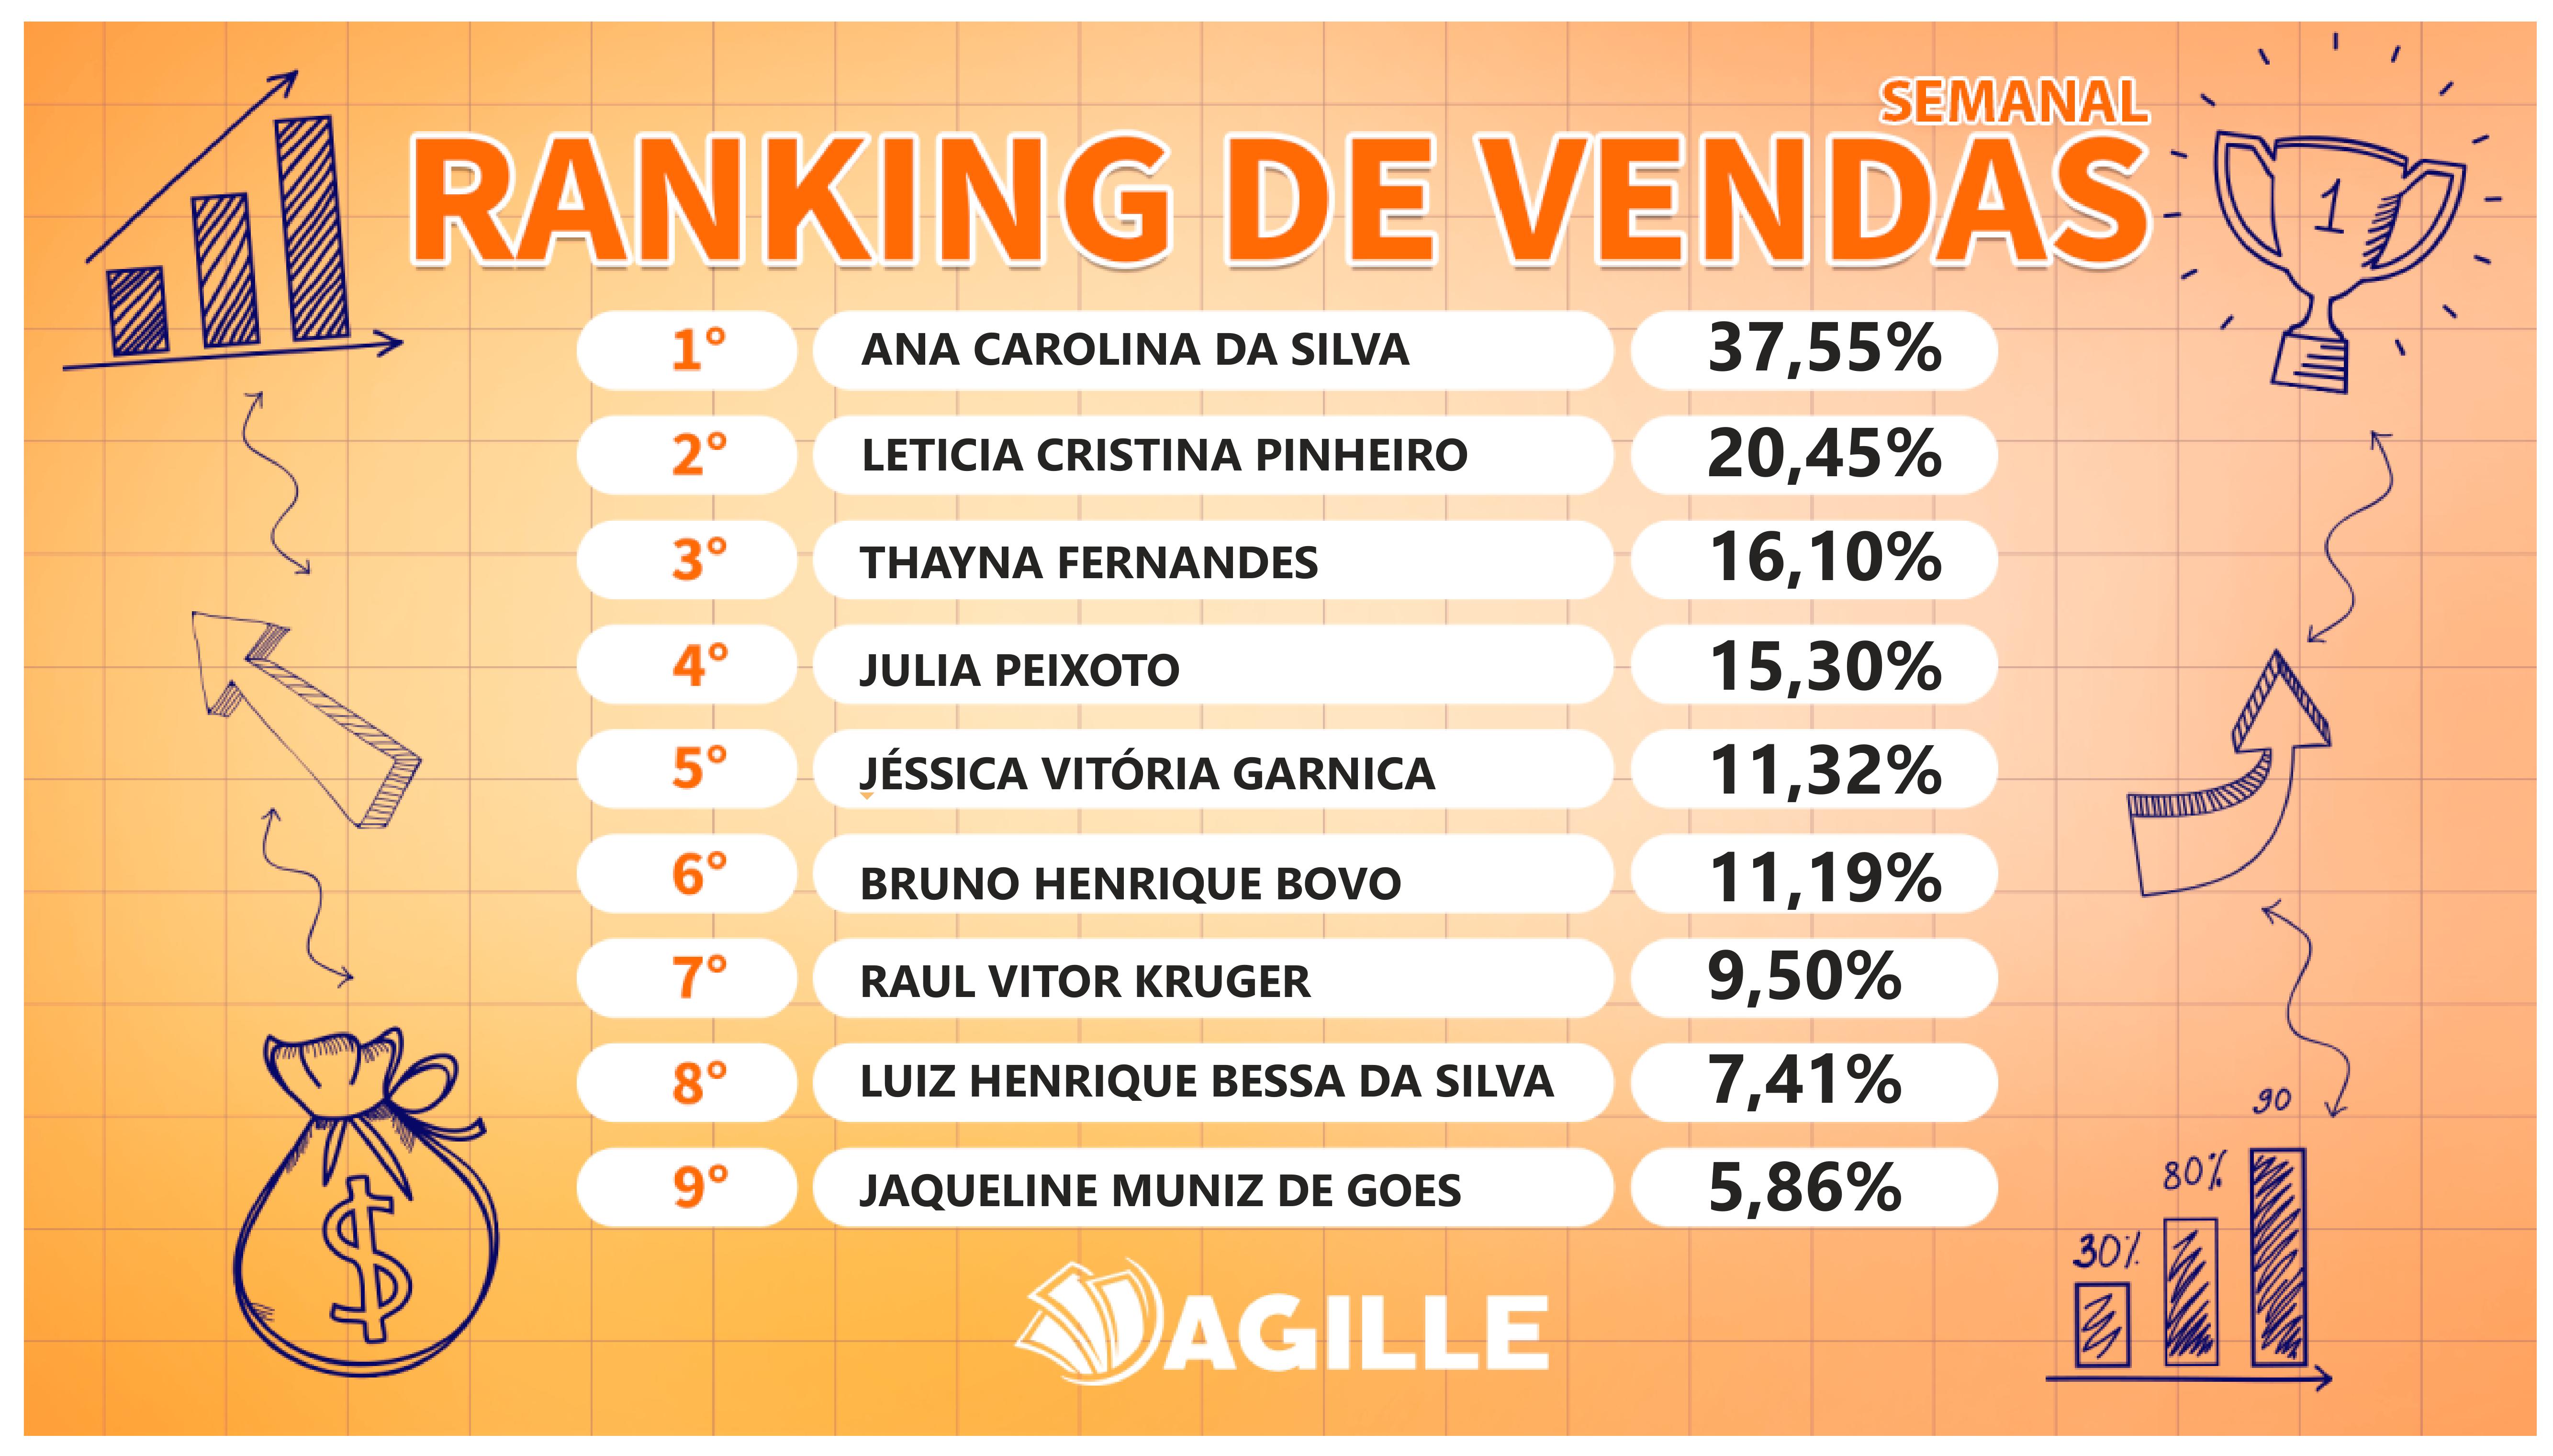 SEMANAL
RANKING DE VENDAS
1
1° ANA CAROLINA DA SILVA 37,55%
2° LETICIA CRISTINA PINHEIRO 20,45%
3° THAYNA FERNANDES 16,10%
4° JULIA PEIXOTO 15,30%
5° JÉSSICA VITÓRIA GARNICA 11,32%
6° BRUNO HENRIQUE BOVO 11,19%
7° RAUL VITOR KRUGER 9,50%
8° LUIZ HENRIQUE BESSA DA SILVA 7,41%
9° JAQUELINE MUNIZ DE GOES 5,86%
$
90
80%
30%
AGILLE